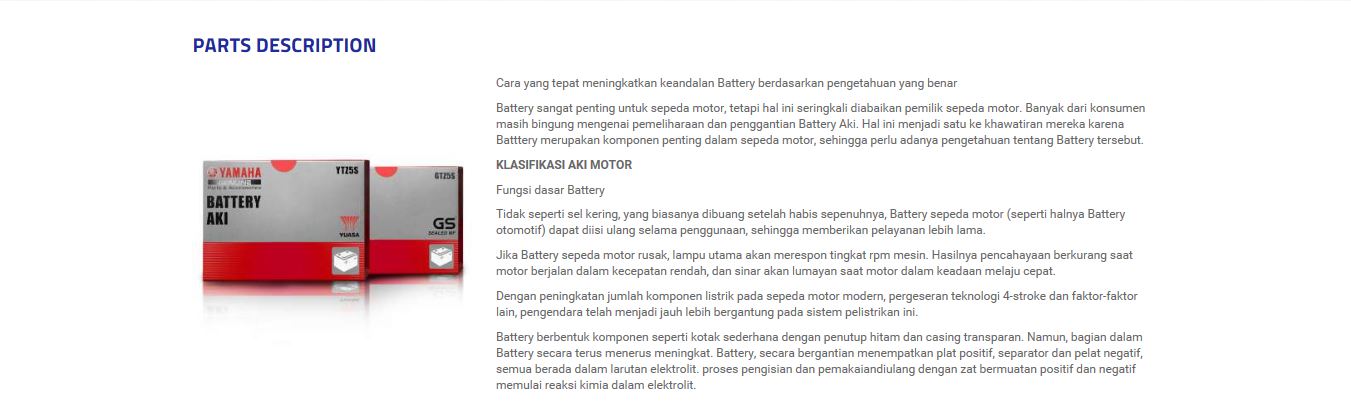 PARTS DESCRIPTION
Cara yang tepat meningkatkan keandalan Battery berdasarkan pengetahuan yang benar
Battery sangat penting untuk sepeda motor, tetapi hal ini seringkali diabaikan pemilik sepeda motor. Banyak dari konsumen
masih bingung mengenai pemeliharaan dan penggantian Battery Aki. Hal ini menjadi satu ke khawatiran mereka karena
Batttery merupakan komponen penting dalam sepeda motor, sehingga perlu adanya pengetahuan tentang Battery tersebut.
KLASIFIKASI AKI MOTOR
Fungsi dasar Battery
Tidak seperti sel kering, yang biasanya dibuang setelah habis sepenuhnya, Battery sepeda motor (seperti halnya Battery
otomotif) dapat diisi ulang selama penggunaan, sehingga memberikan pelayanan lebih lama.
Jika Battery sepeda motor rusak, lampu utama akan merespon tingkat rpm mesin. Hasilnya pencahayaan berkurang saat
motor berjalan dalam kecepatan rendah, dan sinar akan lumayan saat motor dalam keadaan melaju cepat.
Dengan peningkatan jumlah komponen listrik pada sepeda motor modern, pergeseran teknologi 4-stroke dan faktor-faktor
lain, pengendara telah menjadi jauh lebih bergantung pada sistem pelistrikan ini.
Battery berbentuk komponen seperti kotak sederhana dengan penutup hitam dan casing transparan. Namun, bagian dalam
Battery secara terus menerus meningkat. Battery, secara bergantian menempatkan plat positif, separator dan pelat negatif,
semua berada dalam larutan elektrolit. proses pengisian dan pemakaiandiulang dengan zat bermuatan positif dan negatif
memulai reaksi kimia dalam elektrolit.
YAMAHA
Parts & Accessories
BATTERY
AKI
YTZ5S
YUASA
GTZ5S
GS
SEALED MF